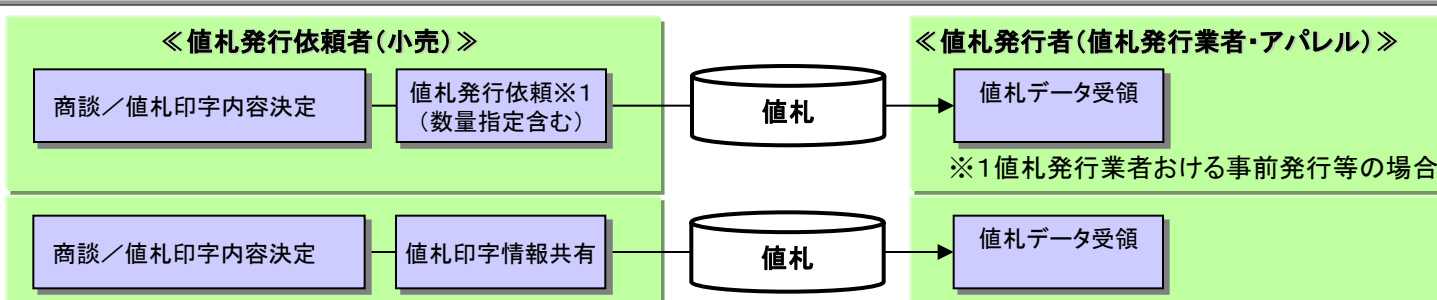 ≪値札発行依頼者（小売）≫
≪値札発行者（値札発行業者・アパレル）≫
商談／値札印字内容決定
値札発行依頼※１
（数量指定含む）
値札
値札データ受領
※１値札発行業者おける事前発行等の場合
商談／値札印字内容決定
値札印字情報共有
値札
値札データ受領